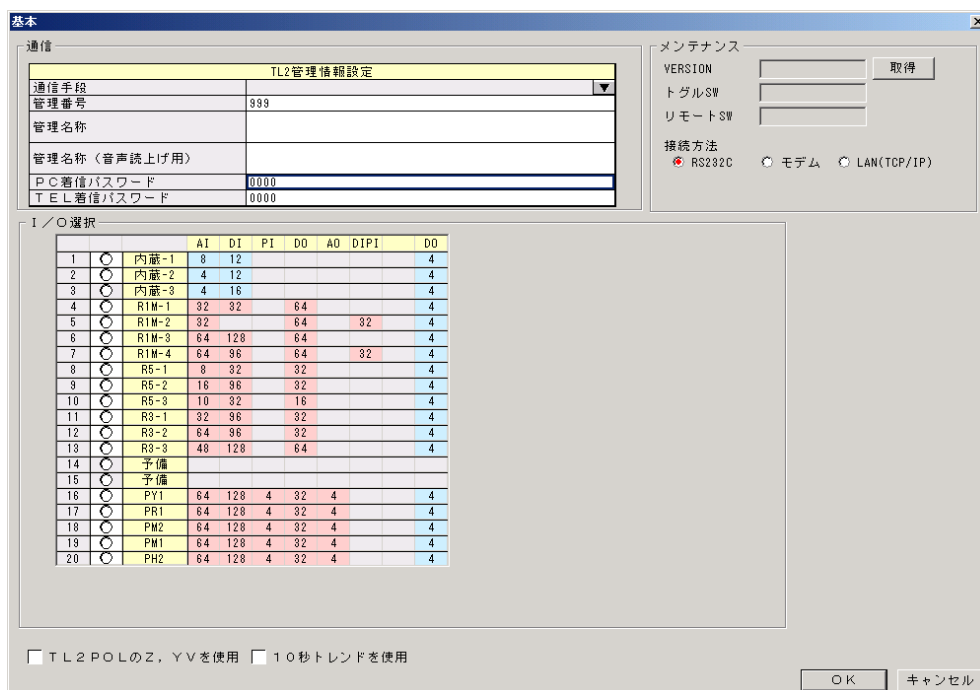 基本
通信
TL2管理情報設定
通信手段
管理番号 999
管理名称
管理名称（音声読上げ用）
ＰＣ着信パスワード 0000
ＴＥＬ着信パスワード 0000
メンテナンス
VERSION 取得
トグルSW
リモートSW
接続方法
RS232C モデム LAN(TCP/IP)
Ｉ／Ｏ選択
AI DI PI DO AO DIPI DO
1 内蔵-1 8 12 4
2 内蔵-2 4 12 4
3 内蔵-3 4 16 4
4 R1M-1 32 32 64 4
5 R1M-2 32 64 32 4
6 R1M-3 64 128 64 4
7 R1M-4 64 96 64 32 4
8 R5-1 8 32 32 4
9 R5-2 16 96 32 4
10 R5-3 10 32 16 4
11 R3-1 32 96 32 4
12 R3-2 64 96 32 4
13 R3-3 48 128 64 4
14 予備
15 予備
16 PY1 64 128 4 32 4 4
17 PR1 64 128 4 32 4 4
18 PM2 64 128 4 32 4 4
19 PM1 64 128 4 32 4 4
20 PH2 64 128 4 32 4 4
ＴＬ２ＰＯＬのＺ，ＹＶを使用 １０秒トレンドを使用
ＯＫ キャンセル